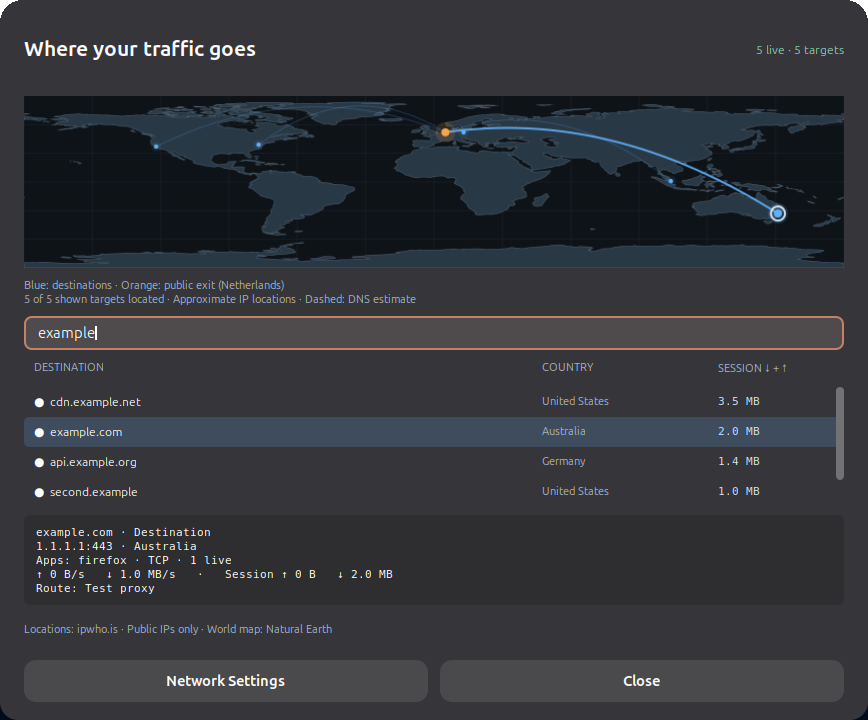 Where your traffic goes
5 live · 5 targets
Blue: destinations · Orange: public exit (Netherlands)
5 of 5 shown targets located · Approximate IP locations · Dashed: DNS estimate
example
DESTINATION COUNTRY SESSION ↓ + ↑
cdn.example.net United States 3.5 MB
example.com Australia 2.0 MB
api.example.org Germany 1.4 MB
second.example United States 1.0 MB
example.com · Destination
1.1.1.1:443 · Australia
Apps: firefox · TCP · 1 live
↑ 0 B/s ↓ 1.0 MB/s · Session ↑ 0 B ↓ 2.0 MB
Route: Test proxy
Locations: ipwho.is · Public IPs only · World map: Natural Earth
Network Settings Close